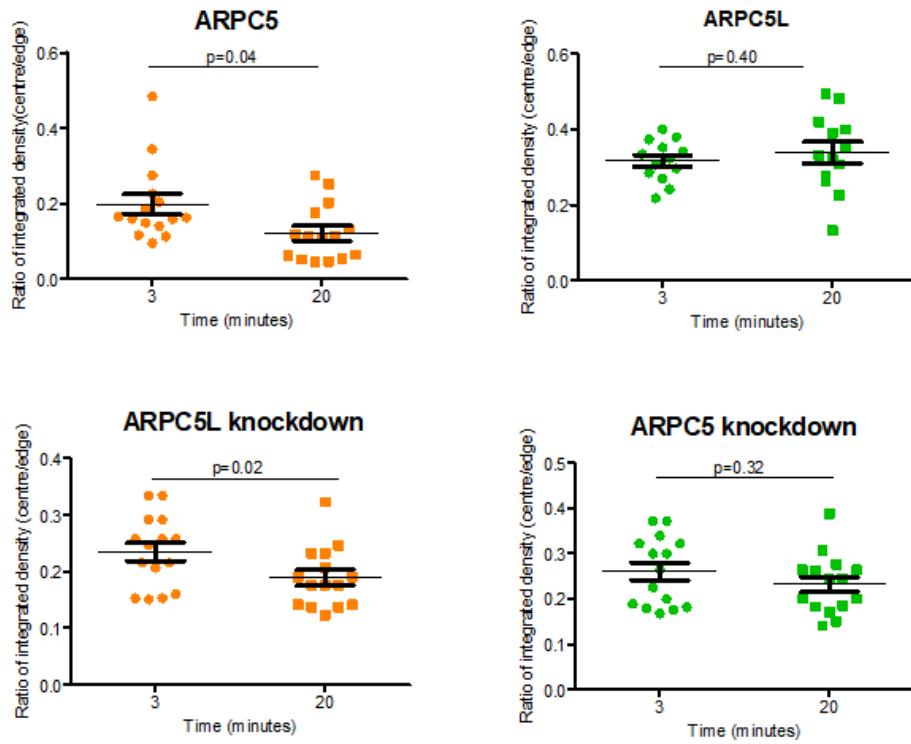 ARPC5
Ratio of integrated density(centre/edge)
0.6
0.4
0.2
0.0
p=0.04
3
20
Time (minutes)
ARPC5L
Ratio of integrated density (centre/edge)
0.6
0.4
0.2
0.0
p=0.40
3
20
Time (minutes)
ARPC5L knockdown
Ratio of integrated density (centre/edge)
0.4
0.3
0.2
0.1
0.0
p=0.02
3
20
Time (minutes)
ARPC5 knockdown
Ratio of integrated density (centre/edge)
0.5
0.4
0.3
0.2
0.1
0.0
p=0.32
3
20
Time (minutes)